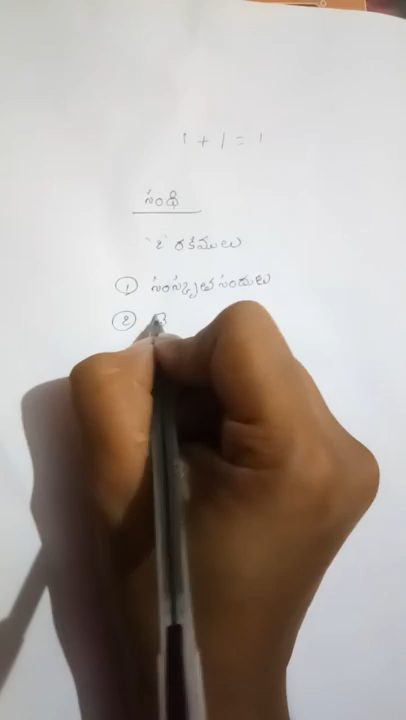 1 + 1 = 1
సంధి
'2' రకములు
① సంస్కృత సందులు
②